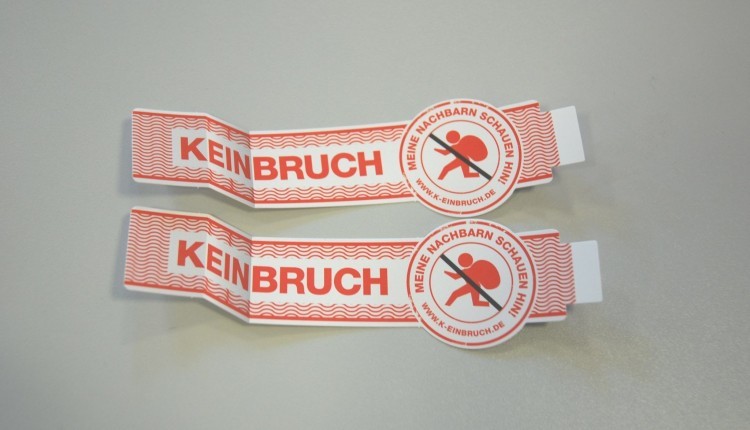 KEINBRUCH
MEINE NACHBARN SCHAUEN HIN!
WWW.K-EINBRUCH.DE
KEINBRUCH
MEINE NACHBARN SCHAUEN HIN!
WWW.K-EINBRUCH.DE